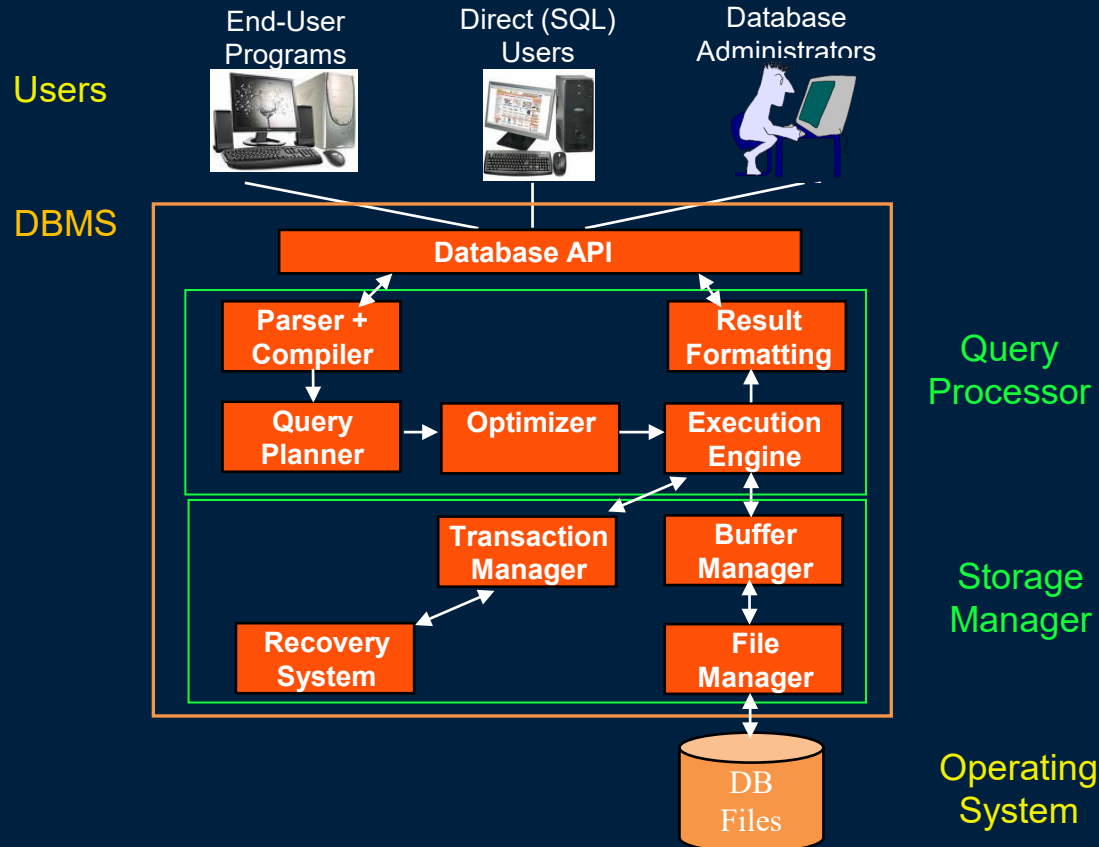 End-User
Programs
Direct (SQL)
Users
Database
Administrators
Users
DBMS
Database API
Parser +
Compiler
Result
Formatting
Query
Processor
Query
Planner
Optimizer
Execution
Engine
Transaction
Manager
Buffer
Manager
Storage
Manager
Recovery
System
File
Manager
DB
Files
Operating
System